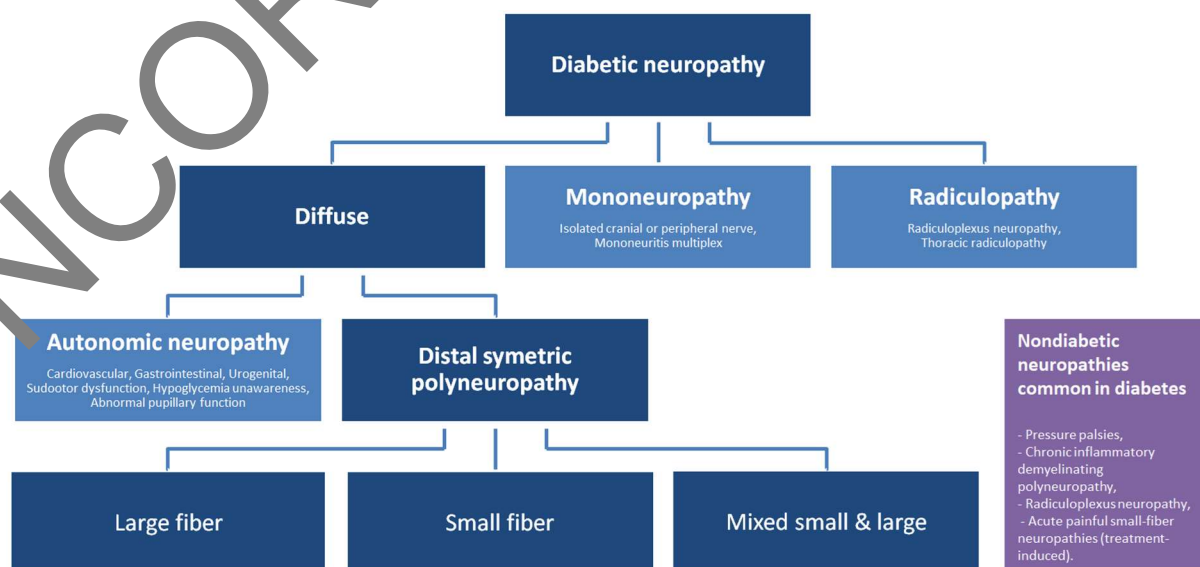 Diabetic neuropathy
Diffuse
Mononeuropathy
Isolated cranial or peripheral nerve,
Mononeuritis multiplex
Radiculopathy
Radiculoplexus neuropathy,
Thoracic radiculopathy
Autonomic neuropathy
Cardiovascular, Gastrointestinal, Urogenital,
Sudootor dysfunction, Hypoglycemia unawareness,
Abnormal pupillary function
Distal symetric
polyneuropathy
Nondiabetic
neuropathies
common in diabetes
- Pressure palsies,
- Chronic inflammatory
demyelinating
polyneuropathy,
- Radiculoplexus neuropathy,
- Acute painful small-fiber
neuropathies (treatment-
induced).
Large fiber
Small fiber
Mixed small & large
NCOR